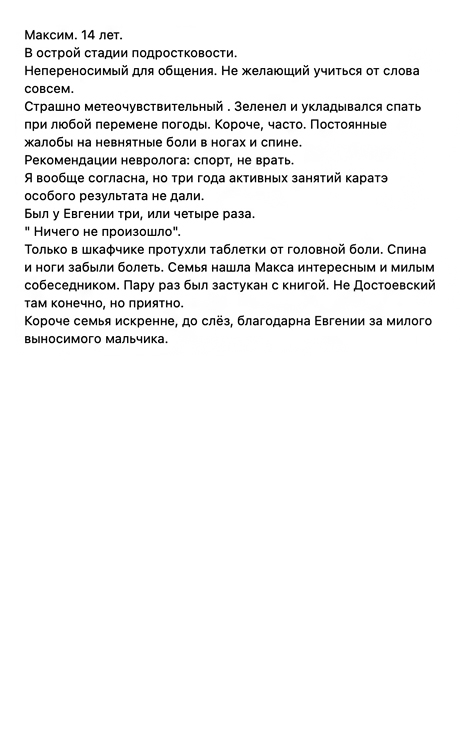 Максим. 14 лет.
В острой стадии подростковости.
Непереносимый для общения. Не желающий учиться от слова
совсем.
Страшно метеочувствительный . Зеленел и укладывался спать
при любой перемене погоды. Короче, часто. Постоянные
жалобы на невнятные боли в ногах и спине.
Рекомендации невролога: спорт, не врать.
Я вообще согласна, но три года активных занятий каратэ
особого результата не дали.
Был у Евгении три, или четыре раза.
" Ничего не произошло".
Только в шкафчике протухли таблетки от головной боли. Спина
и ноги забыли болеть. Семья нашла Макса интересным и милым
собеседником. Пару раз был застукан с книгой. Не Достоевский
там конечно, но приятно.
Короче семья искренне, до слёз, благодарна Евгении за милого
выносимого мальчика.